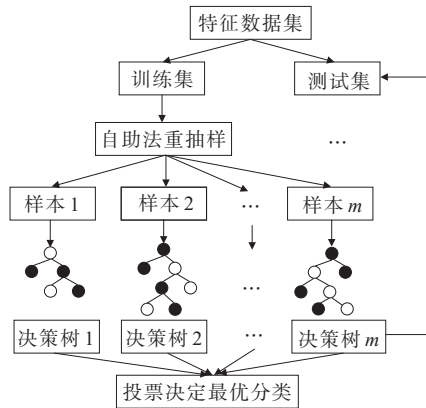 特征数据集
训练集
测试集
自助法重抽样
…
样本 1
样本 2
…
样本 m
…
决策树 1
决策树 2
…
决策树 m
投票决定最优分类